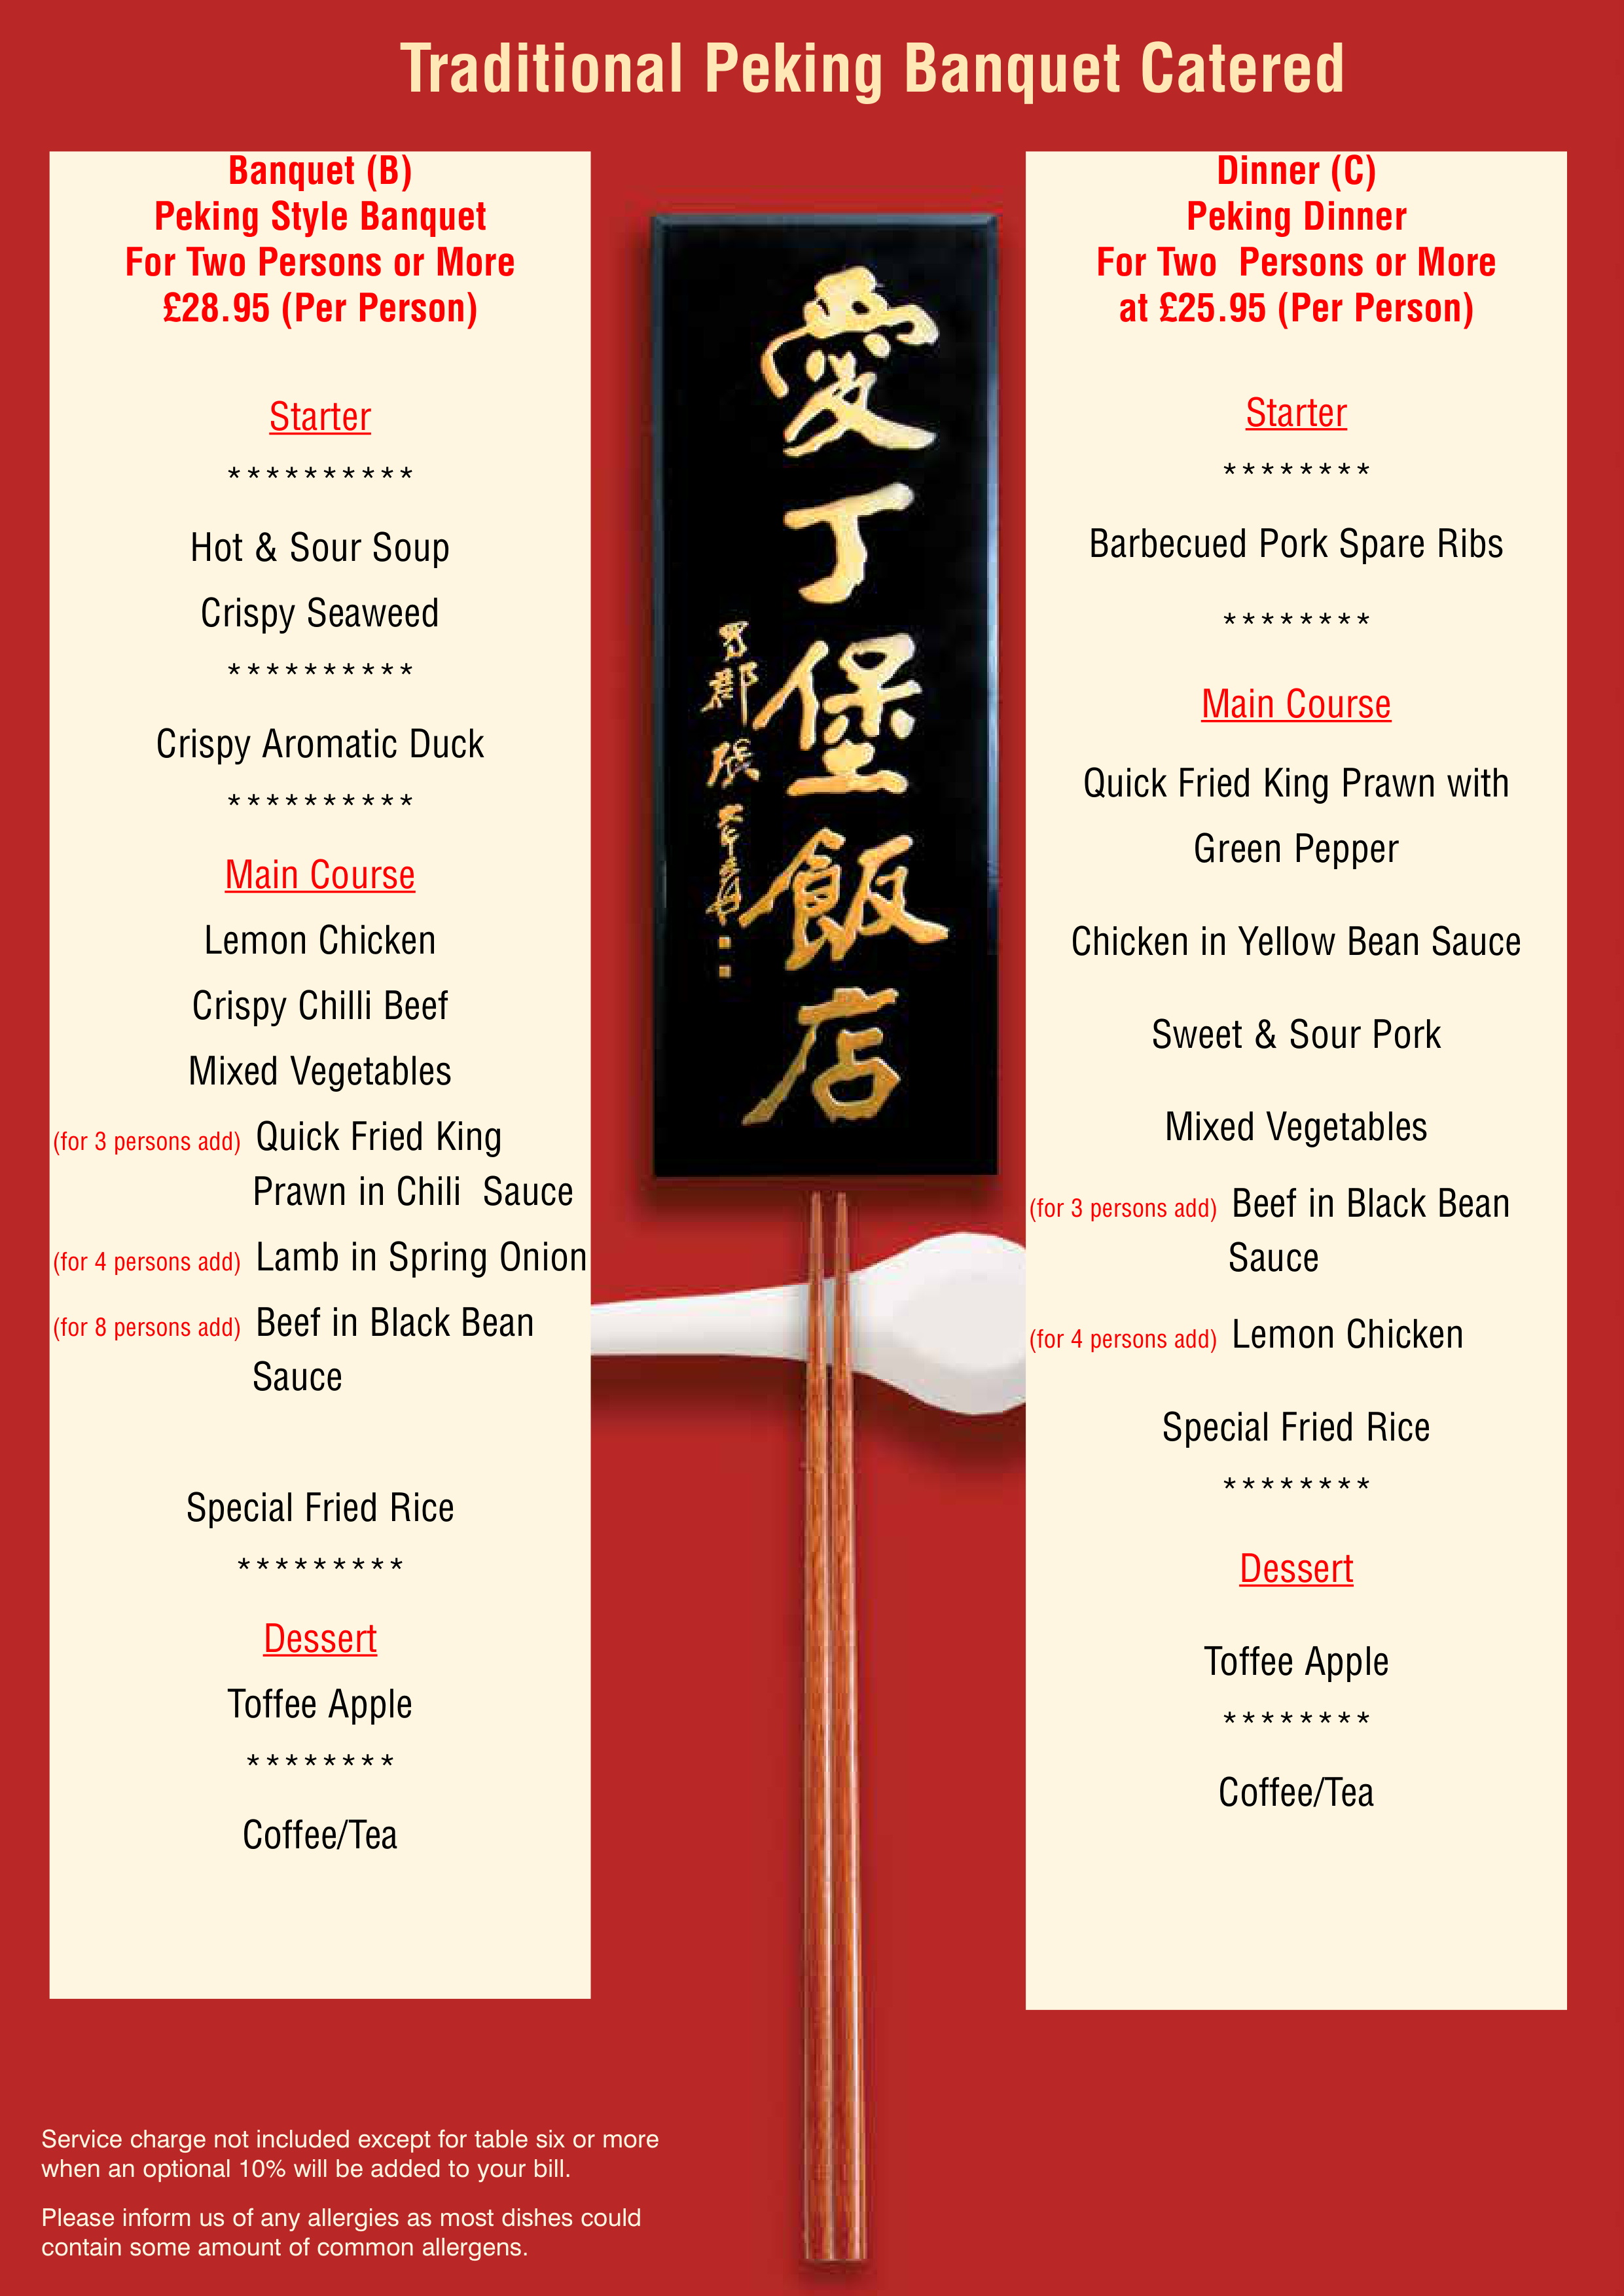 Traditional Peking Banquet Catered
Banquet (B)
Peking Style Banquet
For Two Persons or More
£28.95 (Per Person)
Starter
**********
Hot & Sour Soup
Crispy Seaweed
**********
Crispy Aromatic Duck
**********
Main Course
Lemon Chicken
Crispy Chilli Beef
Mixed Vegetables
(for 3 persons add) Quick Fried King
Prawn in Chili Sauce
(for 4 persons add) Lamb in Spring Onion
(for 8 persons add) Beef in Black Bean
Sauce
Special Fried Rice
*********
Dessert
Toffee Apple
********
Coffee/Tea
愛丁堡飯店
Dinner (C)
Peking Dinner
For Two Persons or More
at £25.95 (Per Person)
Starter
********
Barbecued Pork Spare Ribs
********
Main Course
Quick Fried King Prawn with
Green Pepper
Chicken in Yellow Bean Sauce
Sweet & Sour Pork
Mixed Vegetables
(for 3 persons add) Beef in Black Bean
Sauce
(for 4 persons add) Lemon Chicken
Special Fried Rice
********
Dessert
Toffee Apple
********
Coffee/Tea
Service charge not included except for table six or more
when an optional 10% will be added to your bill.
Please inform us of any allergies as most dishes could
contain some amount of common allergens.